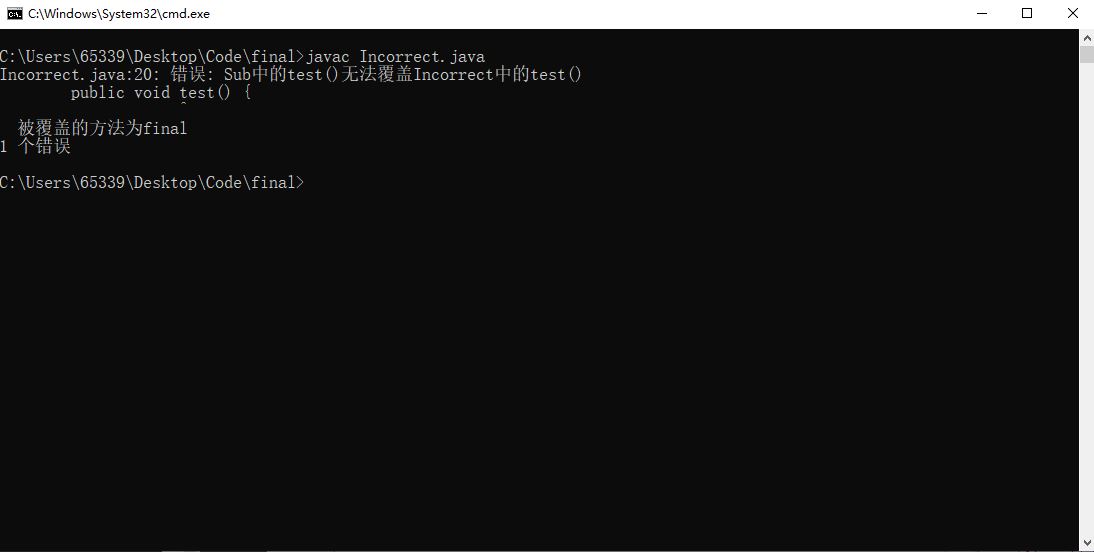 C:\Windows\System32\cmd.exe
C:\Users\65339\Desktop\Code\final>javac Incorrect.java
Incorrect.java:20: 错误: Sub中的test()无法覆盖Incorrect中的test()
        public void test() {
                    ^
  被覆盖的方法为final
1 个错误
C:\Users\65339\Desktop\Code\final>